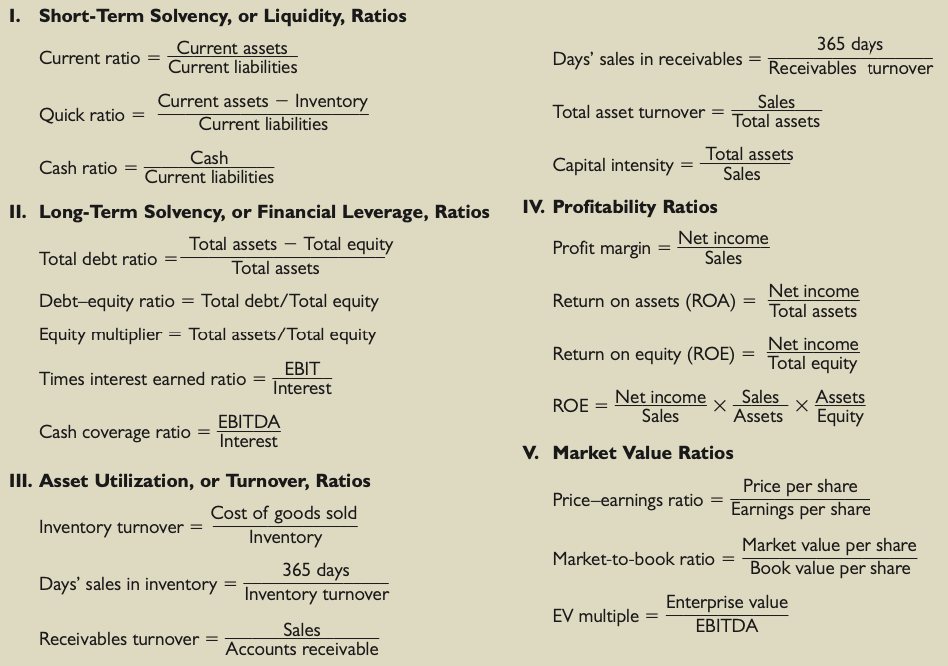 I. Short-Term Solvency, or Liquidity, Ratios
Current ratio = Current assets / Current liabilities
Quick ratio = Current assets − Inventory / Current liabilities
Cash ratio = Cash / Current liabilities
II. Long-Term Solvency, or Financial Leverage, Ratios
Total debt ratio = Total assets − Total equity / Total assets
Debt–equity ratio = Total debt/Total equity
Equity multiplier = Total assets/Total equity
Times interest earned ratio = EBIT / Interest
Cash coverage ratio = EBITDA / Interest
III. Asset Utilization, or Turnover, Ratios
Inventory turnover = Cost of goods sold / Inventory
Days' sales in inventory = 365 days / Inventory turnover
Receivables turnover = Sales / Accounts receivable
Days' sales in receivables = 365 days / Receivables turnover
Total asset turnover = Sales / Total assets
Capital intensity = Total assets / Sales
IV. Profitability Ratios
Profit margin = Net income / Sales
Return on assets (ROA) = Net income / Total assets
Return on equity (ROE) = Net income / Total equity
ROE = Net income / Sales × Sales / Assets × Assets / Equity
V. Market Value Ratios
Price–earnings ratio = Price per share / Earnings per share
Market-to-book ratio = Market value per share / Book value per share
EV multiple = Enterprise value / EBITDA